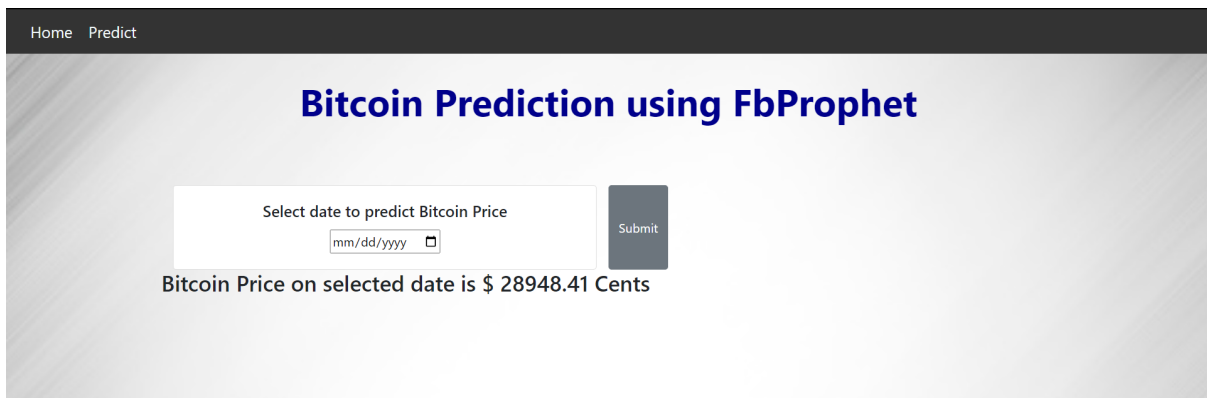 Home Predict
Bitcoin Prediction using FbProphet
Select date to predict Bitcoin Price
mm/dd/yyyy
Submit
Bitcoin Price on selected date is $ 28948.41 Cents